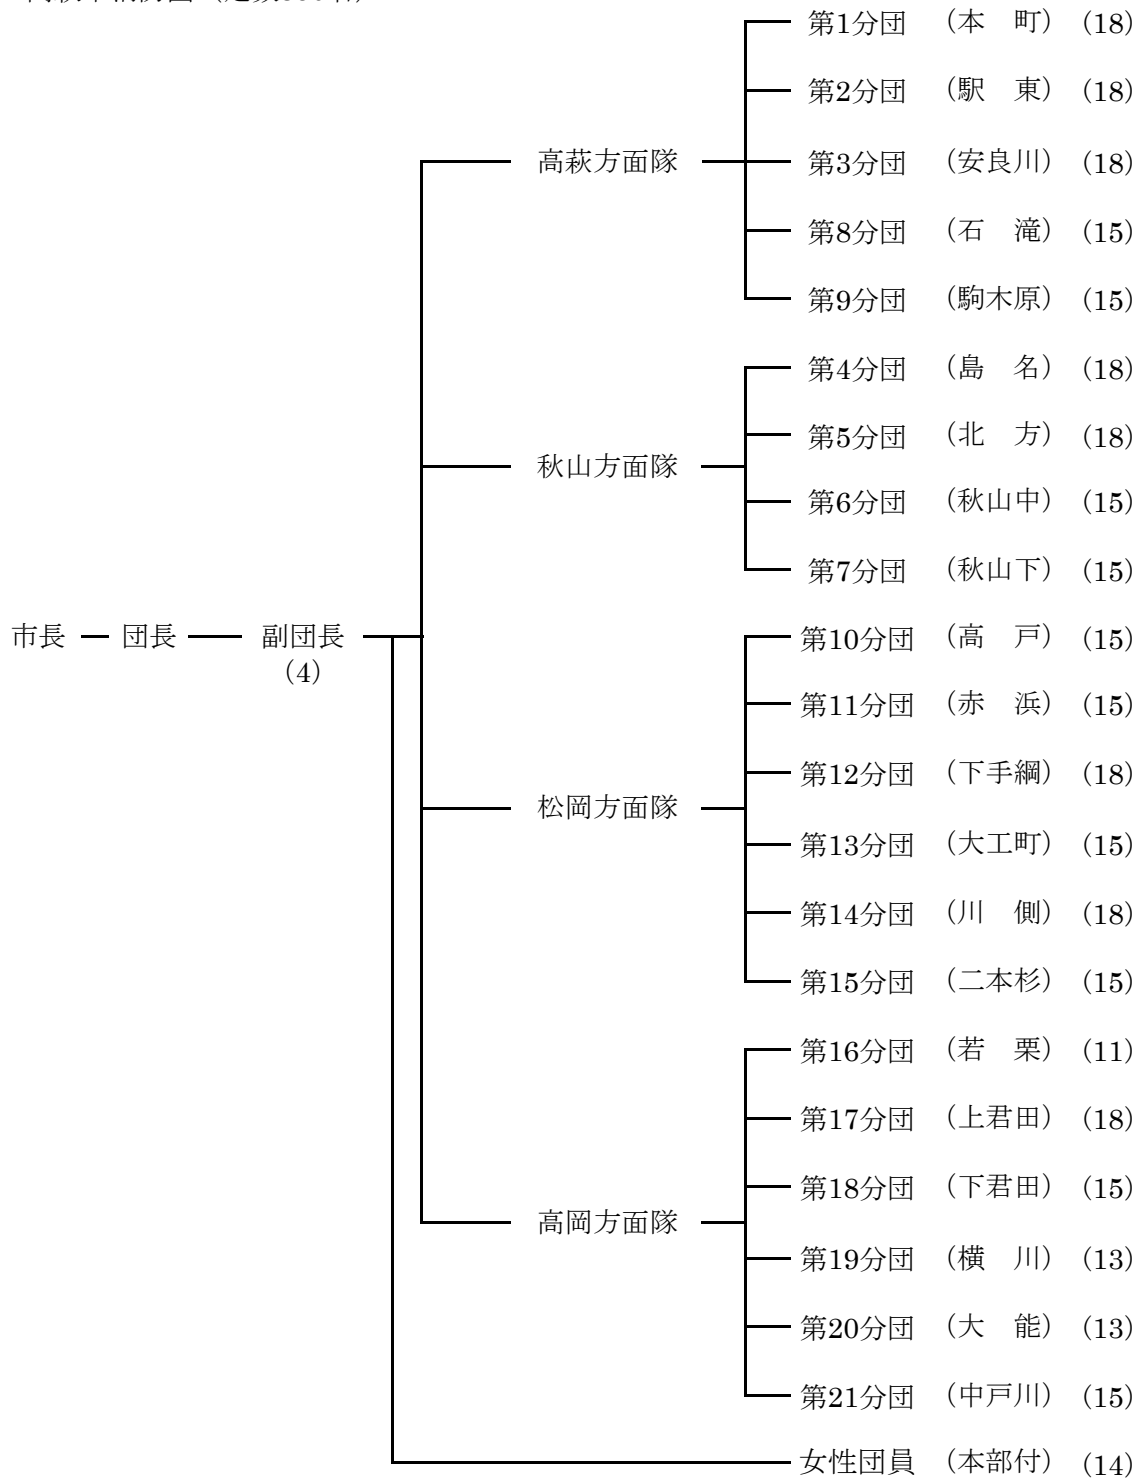 第1分団 （本　町） (18)
第2分団 （駅　東） (18)
高萩方面隊 第3分団 （安良川） (18)
第8分団 （石　滝） (15)
第9分団 （駒木原） (15)
第4分団 （島　名） (18)
第5分団 （北　方） (18)
秋山方面隊
第6分団 （秋山中） (15)
第7分団 （秋山下） (15)
市長 団長 副団長 第10分団 （高　戸） (15)
(4)
第11分団 （赤　浜） (15)
第12分団 （下手綱） (18)
松岡方面隊
第13分団 （大工町） (15)
第14分団 （川　側） (18)
第15分団 （二本杉） (15)
第16分団 （若　栗） (11)
第17分団 （上君田） (18)
第18分団 （下君田） (15)
高岡方面隊
第19分団 （横　川） (13)
第20分団 （大　能） (13)
第21分団 （中戸川） (15)
女性団員 （本部付） (14)